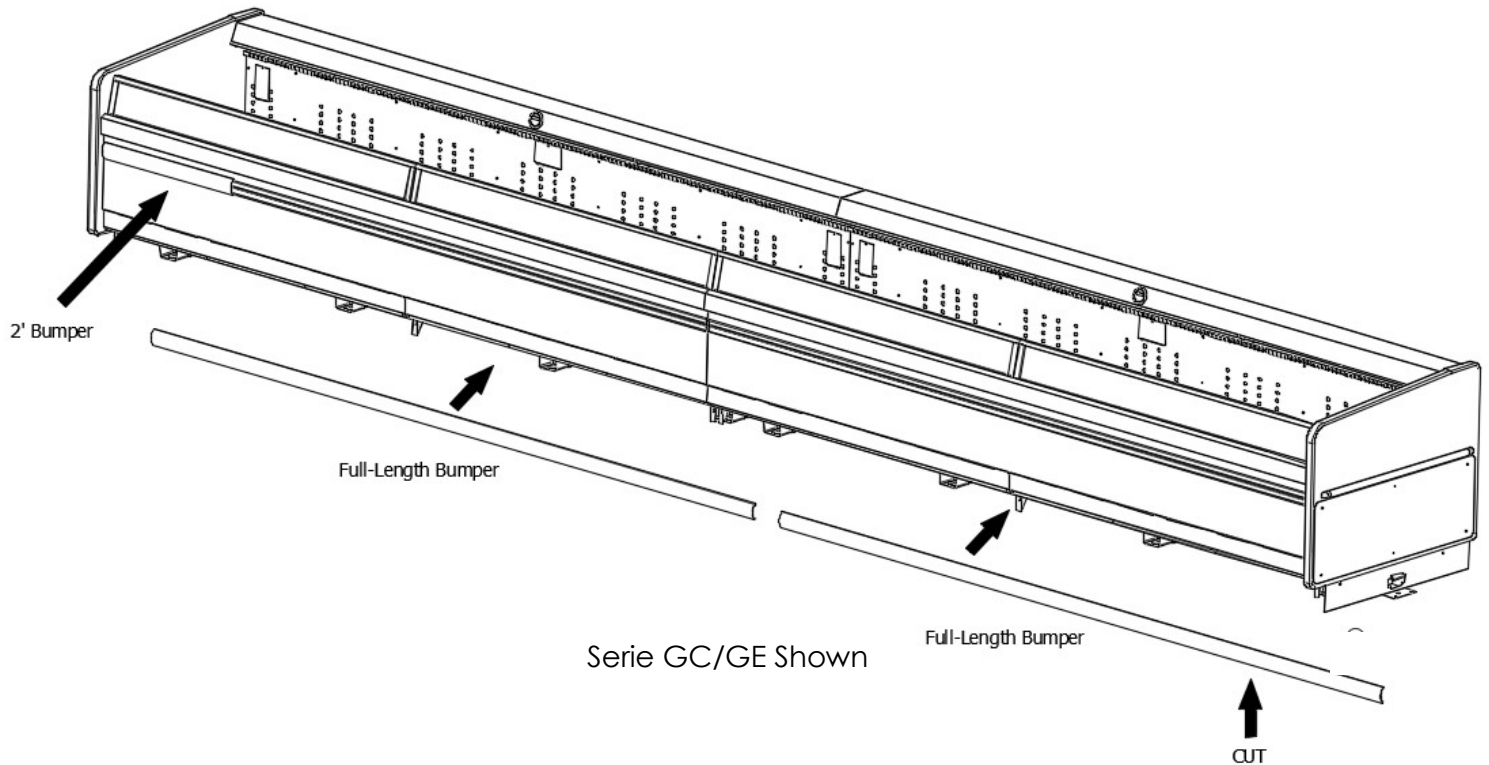 2' Bumper
Full-Length Bumper
Full-Length Bumper
Serie GC/GE Shown
CUT